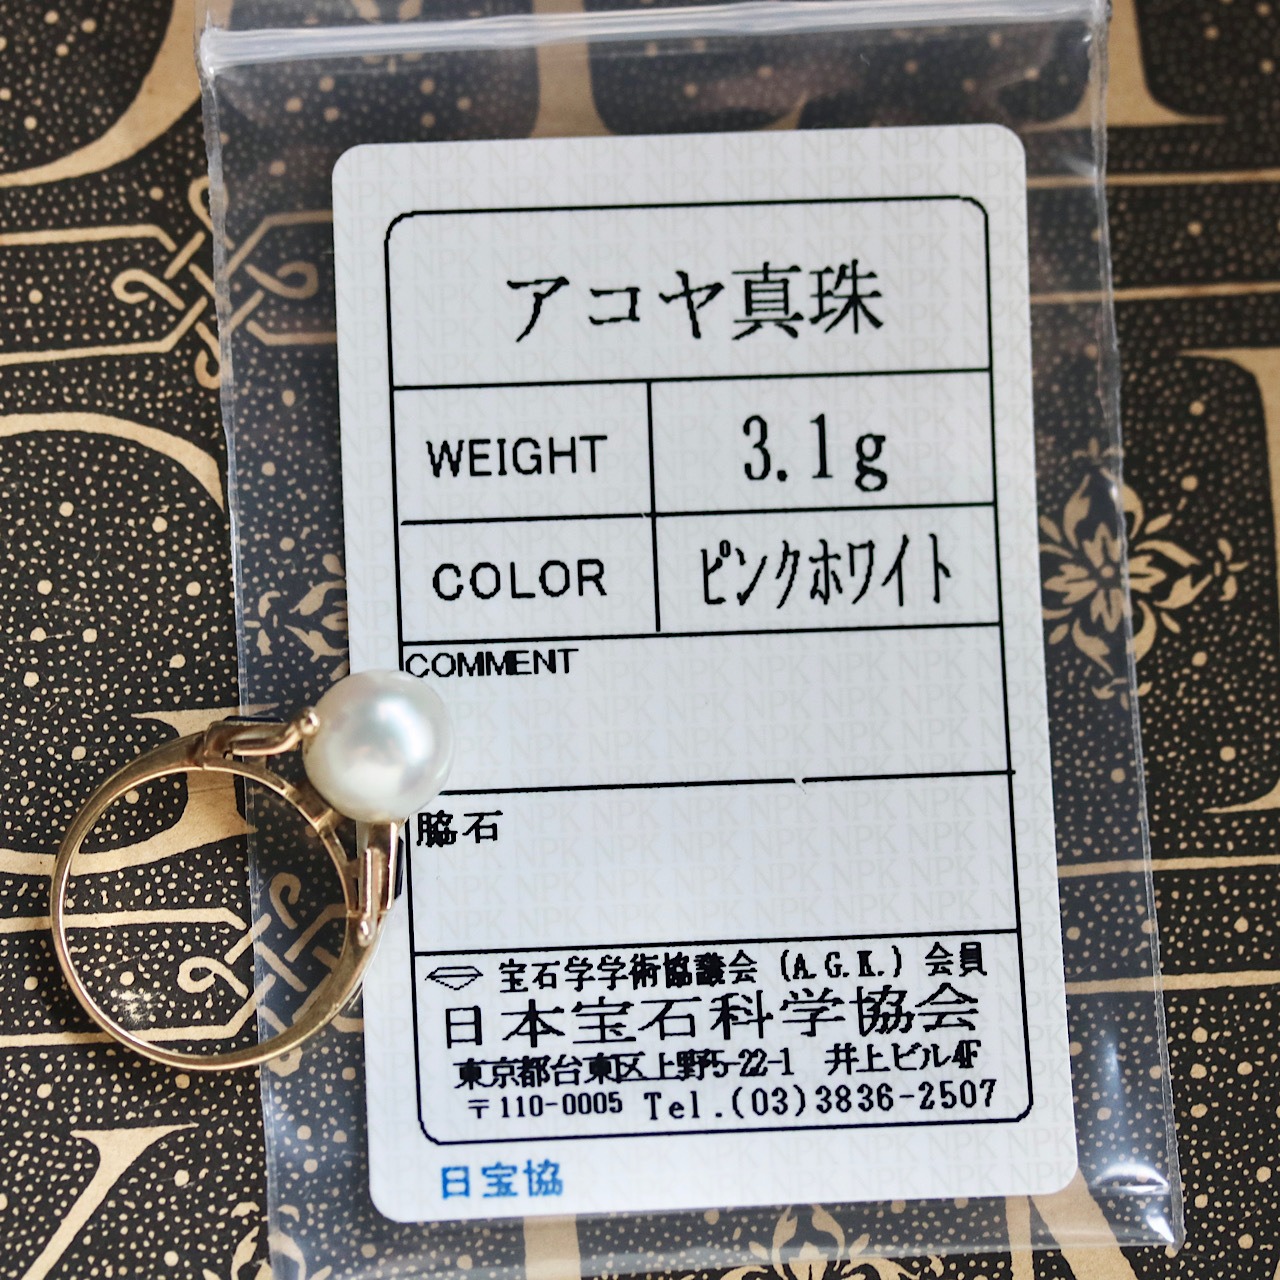 アコヤ真珠
WEIGHT 3.1g
COLOR ピンクホワイト
COMMENT
脇石
宝石学学術協議会 (A.G.K.) 会員
日本宝石科学協会
東京都台東区上野5-22-1 井上ビル4F
〒110-0005 Tel.(03)3836-2507
日宝協